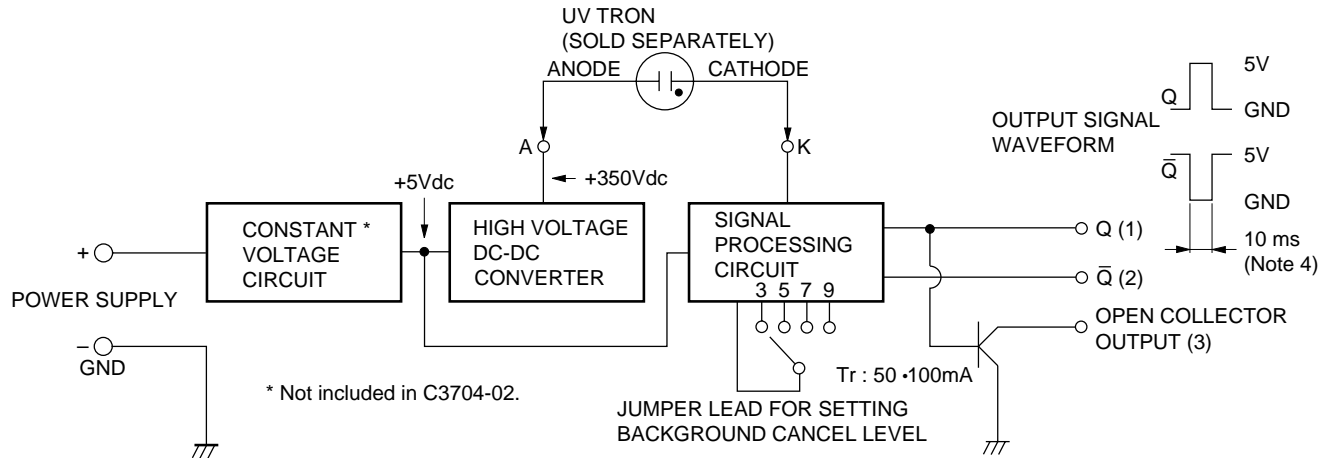 UV TRON
(SOLD SEPARATELY)
ANODE
CATHODE
A
K
+350Vdc
+5Vdc
+
POWER SUPPLY
–
GND
CONSTANT *
VOLTAGE
CIRCUIT
HIGH VOLTAGE
DC-DC
CONVERTER
SIGNAL
PROCESSING
CIRCUIT
3 5 7 9
* Not included in C3704-02.
JUMPER LEAD FOR SETTING
BACKGROUND CANCEL LEVEL
Tr : 50 •100mA
Q (1)
Q̅ (2)
OPEN COLLECTOR
OUTPUT (3)
OUTPUT SIGNAL
WAVEFORM
Q
5V
GND
Q̅
5V
GND
10 ms
(Note 4)